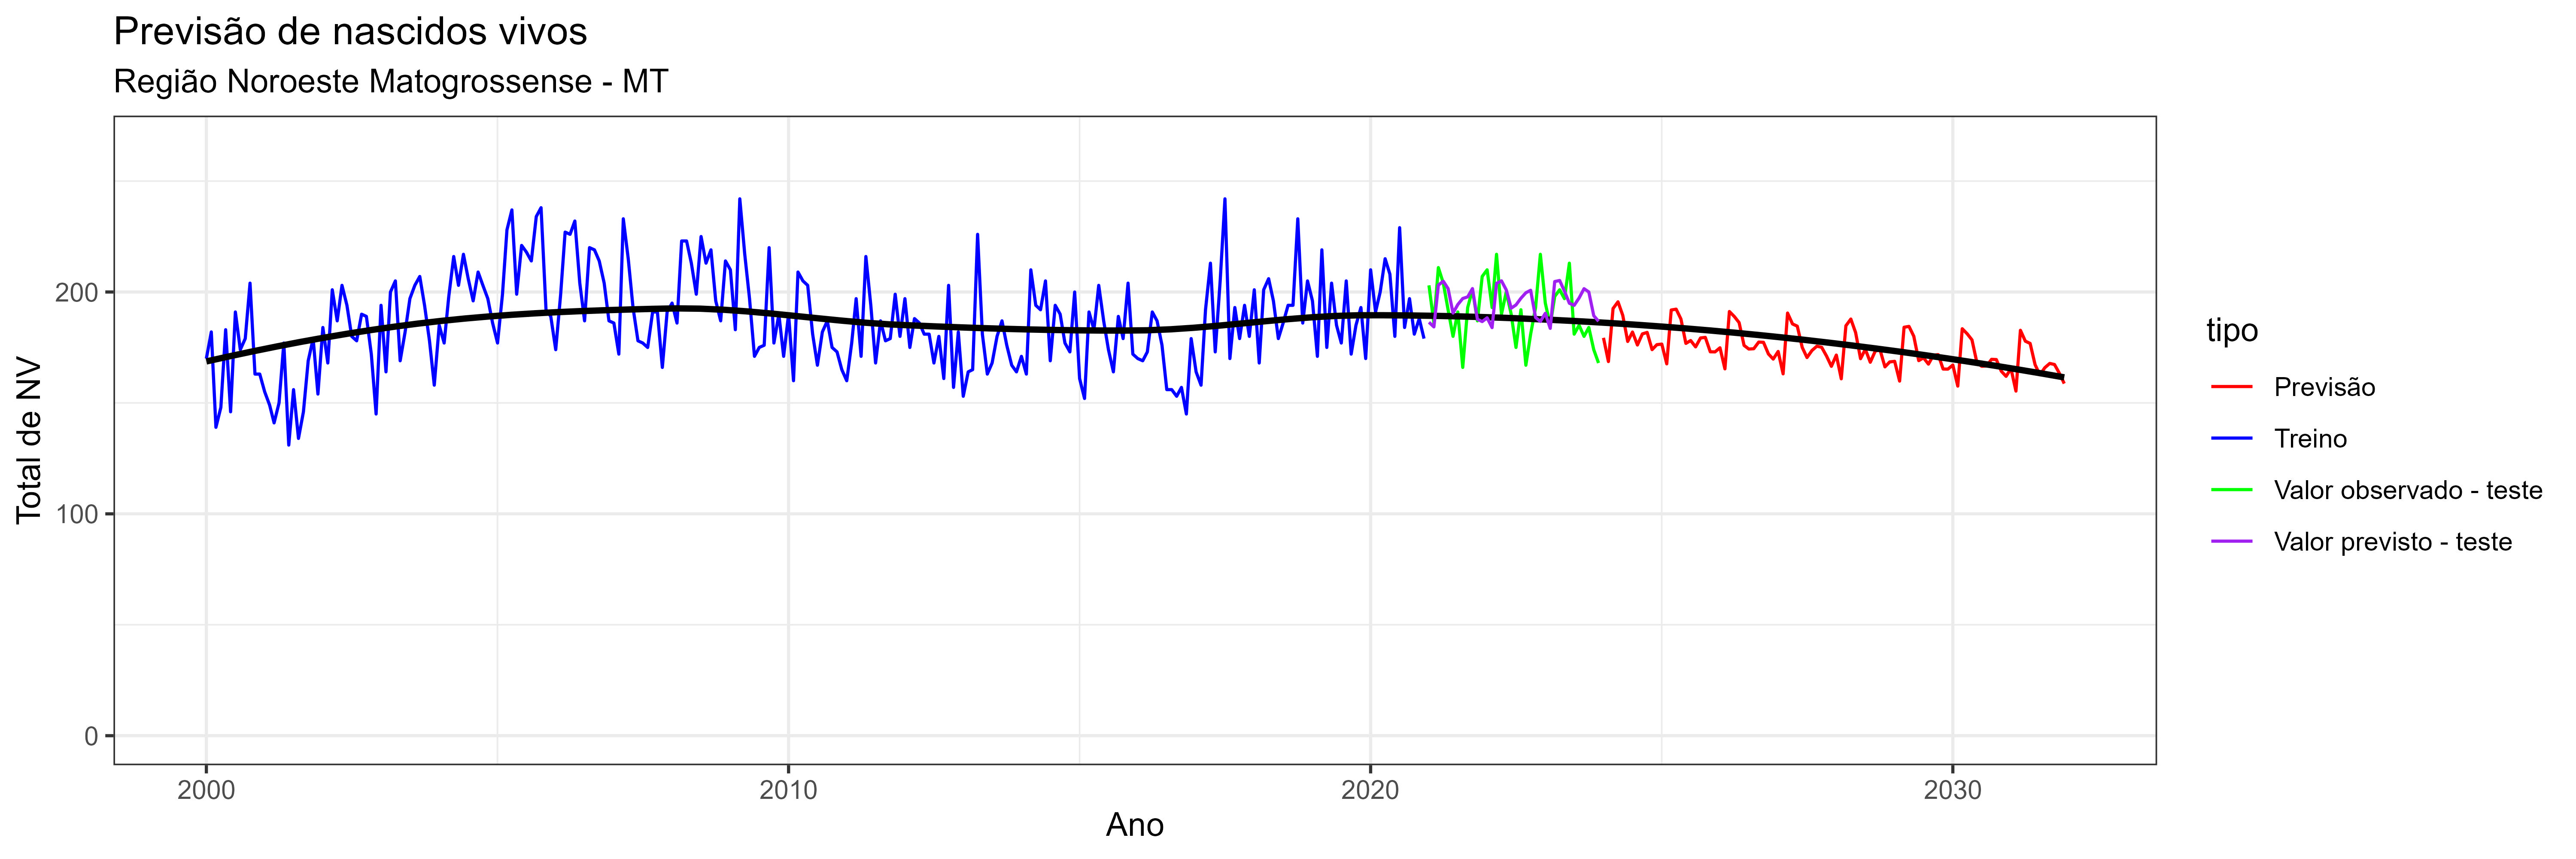 Previsão de nascidos vivos
Região Noroeste Matogrossense - MT
Total de NV
200
100
0
2000
2010
2020
2030
Ano
tipo
Previsão
Treino
Valor observado - teste
Valor previsto - teste